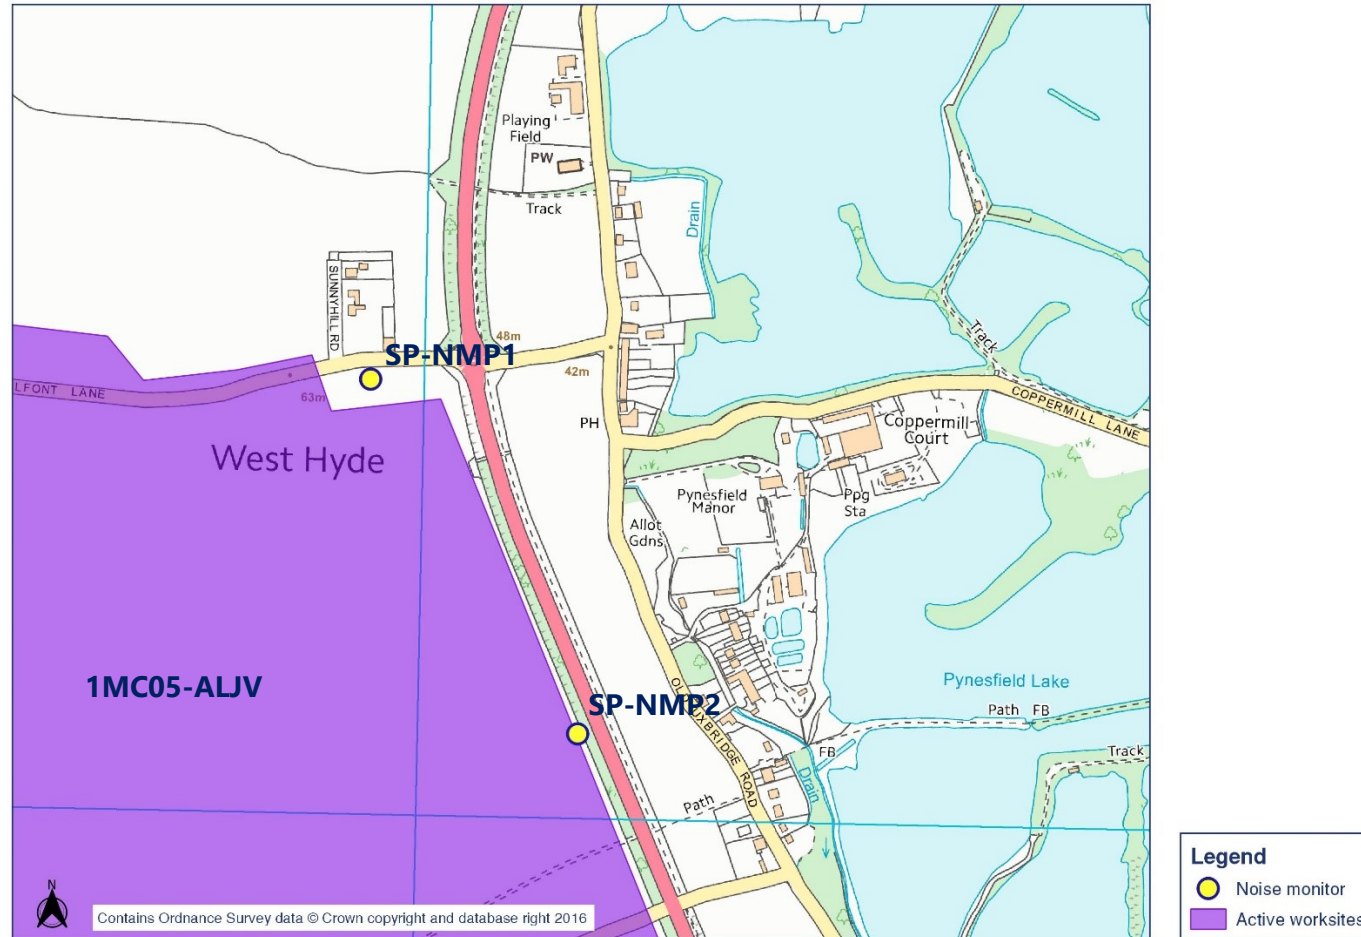 Playing
Field
PW
Track
Drain
SUNNYHILL RD
48m
SP-NMP1
42m
63m
LFONT LANE
Track
COPPERMILL LANE
PH
Coppermill
Court
West Hyde
Pynesfield
Manor
Ppg
Sta
Allot
Gdns
1MC05-ALJV
SP-NMP2
Pynesfield Lake
Path FB
UXBRIDGE ROAD
FB
Track
Drain
Path
N
Contains Ordnance Survey data © Crown copyright and database right 2016
Legend
Noise monitor
Active worksites